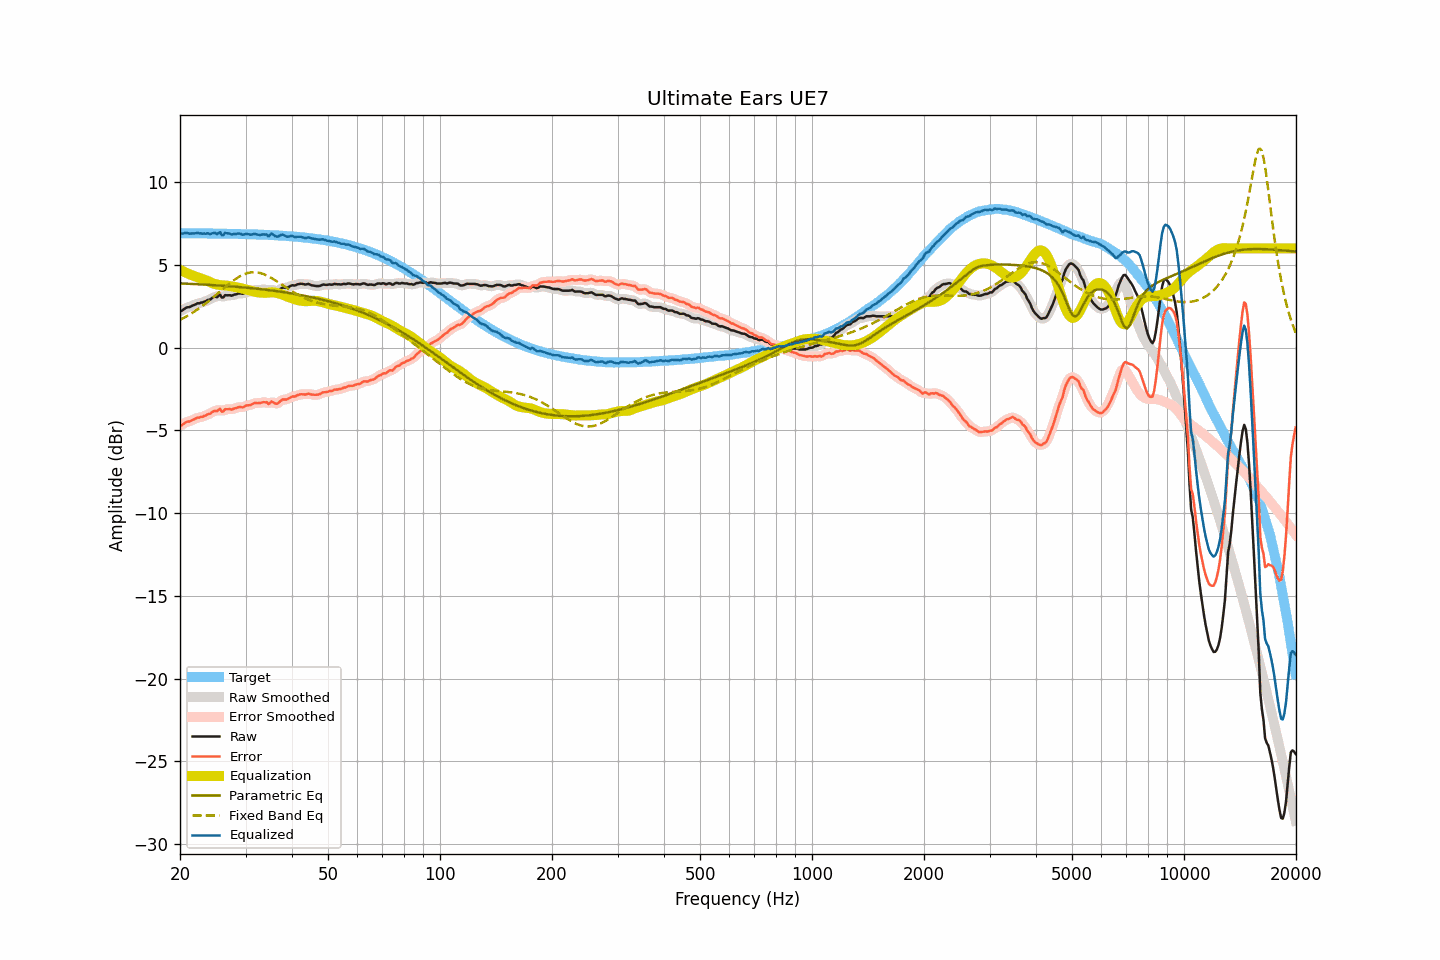 Ultimate Ears UE7
10
5
0
−5
−10
−15
−20
−25
−30
Amplitude (dBr)
Target
Raw Smoothed
Error Smoothed
Raw
Error
Equalization
Parametric Eq
Fixed Band Eq
Equalized
20 50 100 200 500 1000 2000 5000 10000 20000
Frequency (Hz)